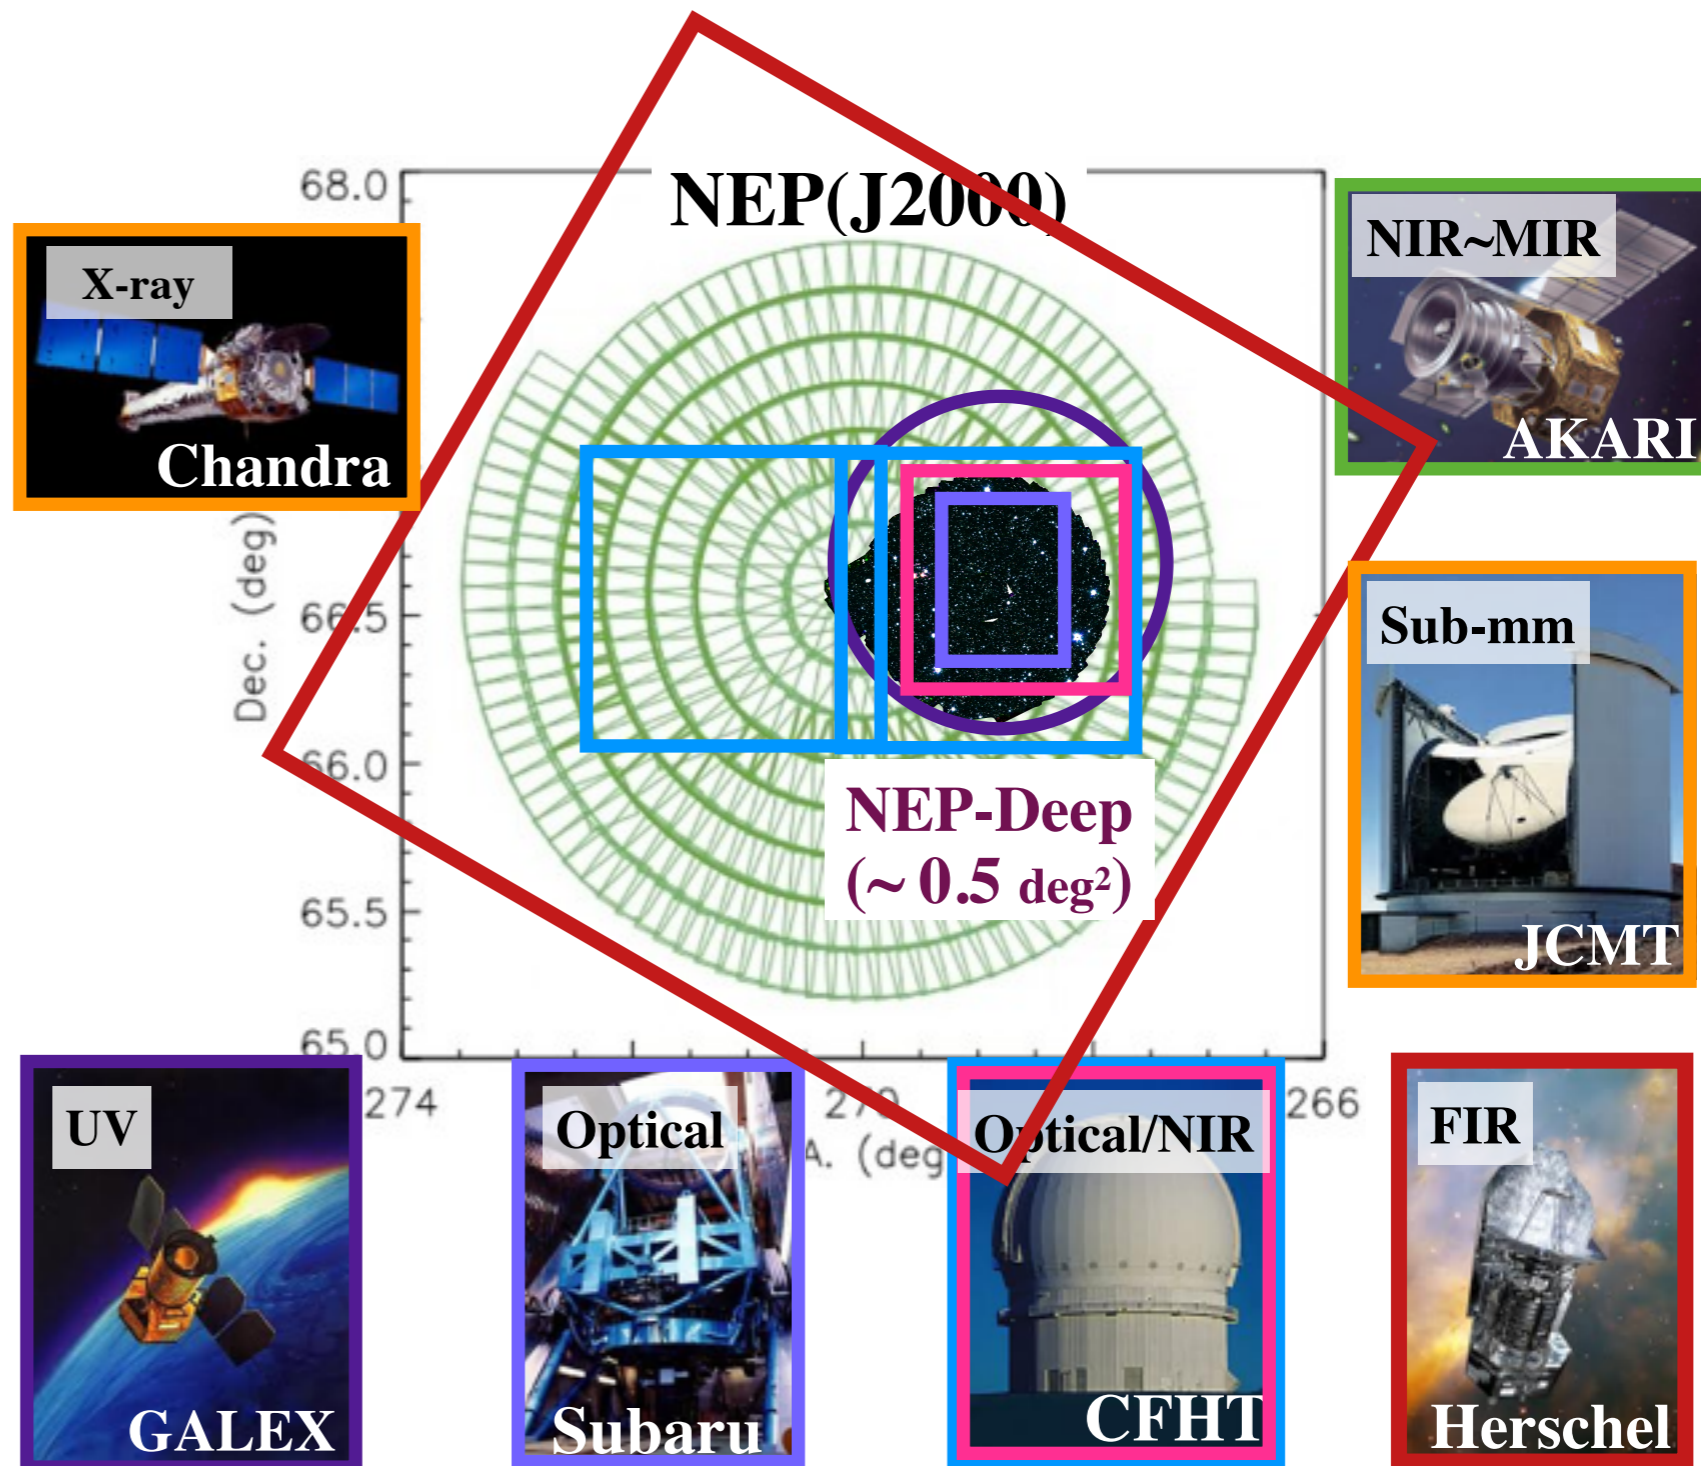 NEP(J2000)
68.0
X-ray
Chandra
NIR~MIR
AKARI
Dec. (deg)
66.5
Sub-mm
JCMT
66.0
NEP-Deep
(~ 0.5 deg²)
65.5
65.0
274
270
266
A. (deg
UV
GALEX
Optical
Subaru
Optical/NIR
CFHT
FIR
Herschel